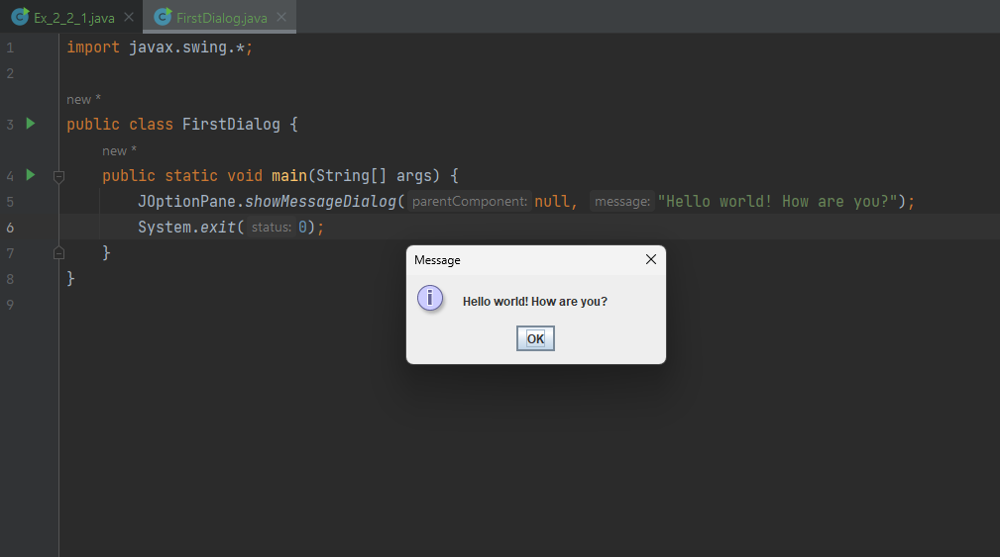 Ex_2_2_1.java FirstDialog.java
1 import javax.swing.*;
2
new *
3 public class FirstDialog {
new *
4 public static void main(String[] args) {
5 JOptionPane.showMessageDialog( parentComponent: null, message: "Hello world! How are you?");
6 System.exit( status: 0);
7 }
8 }
9
Message
i
Hello world! How are you?
OK